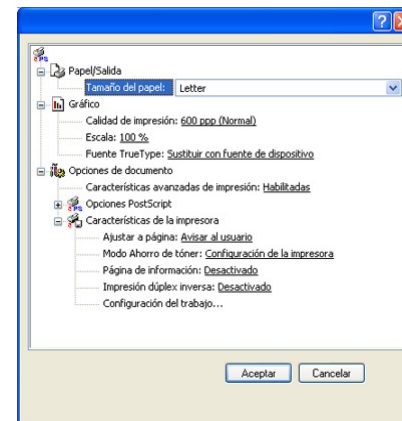 Papel/Salida
Tamaño del papel: Letter
Gráfico
Calidad de impresión: 600 ppp (Normal)
Escala: 100 %
Fuente TrueType: Sustituir con fuente de dispositivo
Opciones de documento
Características avanzadas de impresión: Habilitadas
Opciones PostScript
Características de la impresora
Ajustar a página: Avisar al usuario
Modo Ahorro de tóner: Configuración de la impresora
Página de información: Desactivado
Impresión dúplex inversa: Desactivado
Configuración del trabajo...
Aceptar Cancelar